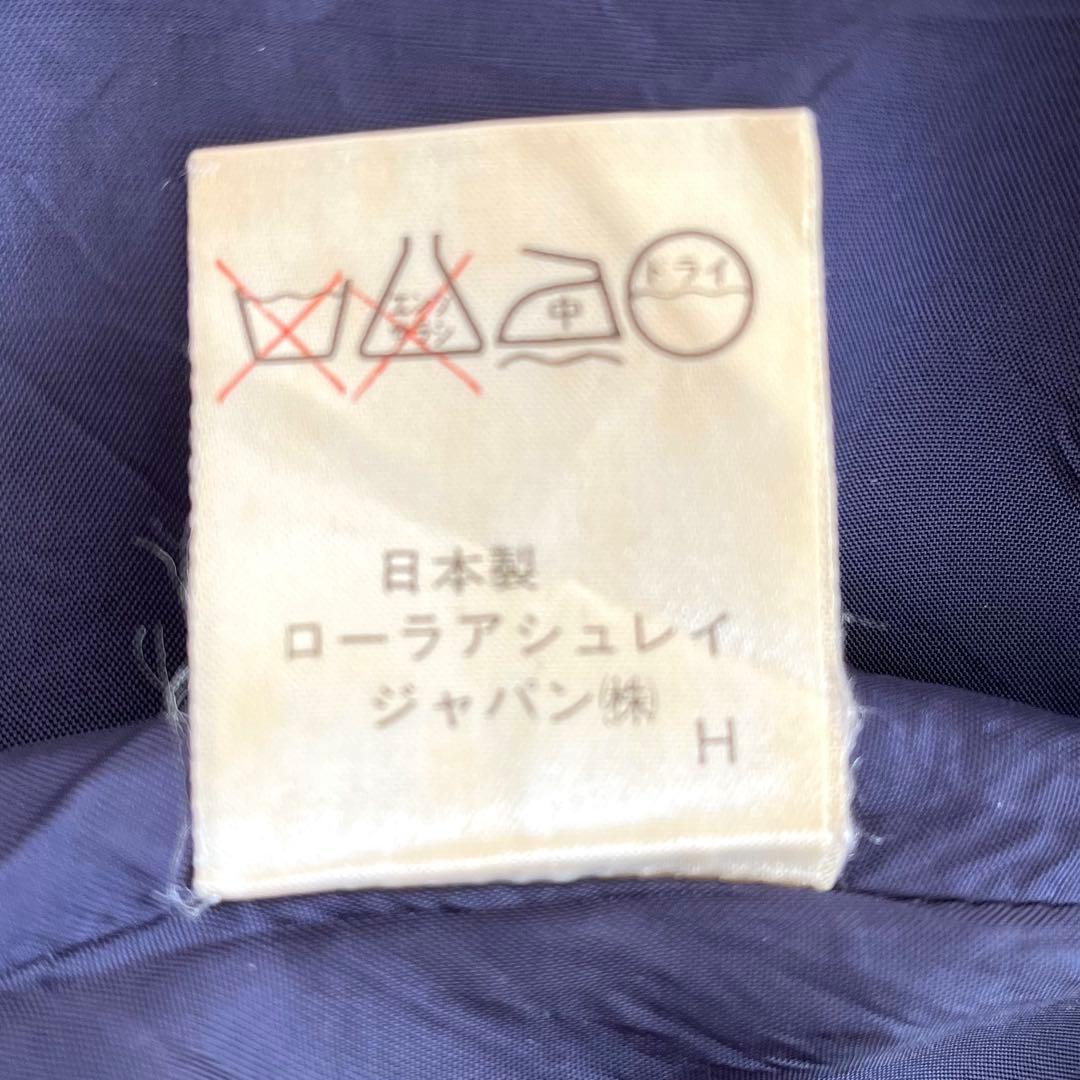 エンソ サラシ 中 ドライ
日本製
ローラアシュレイ
ジャパン㈱
H